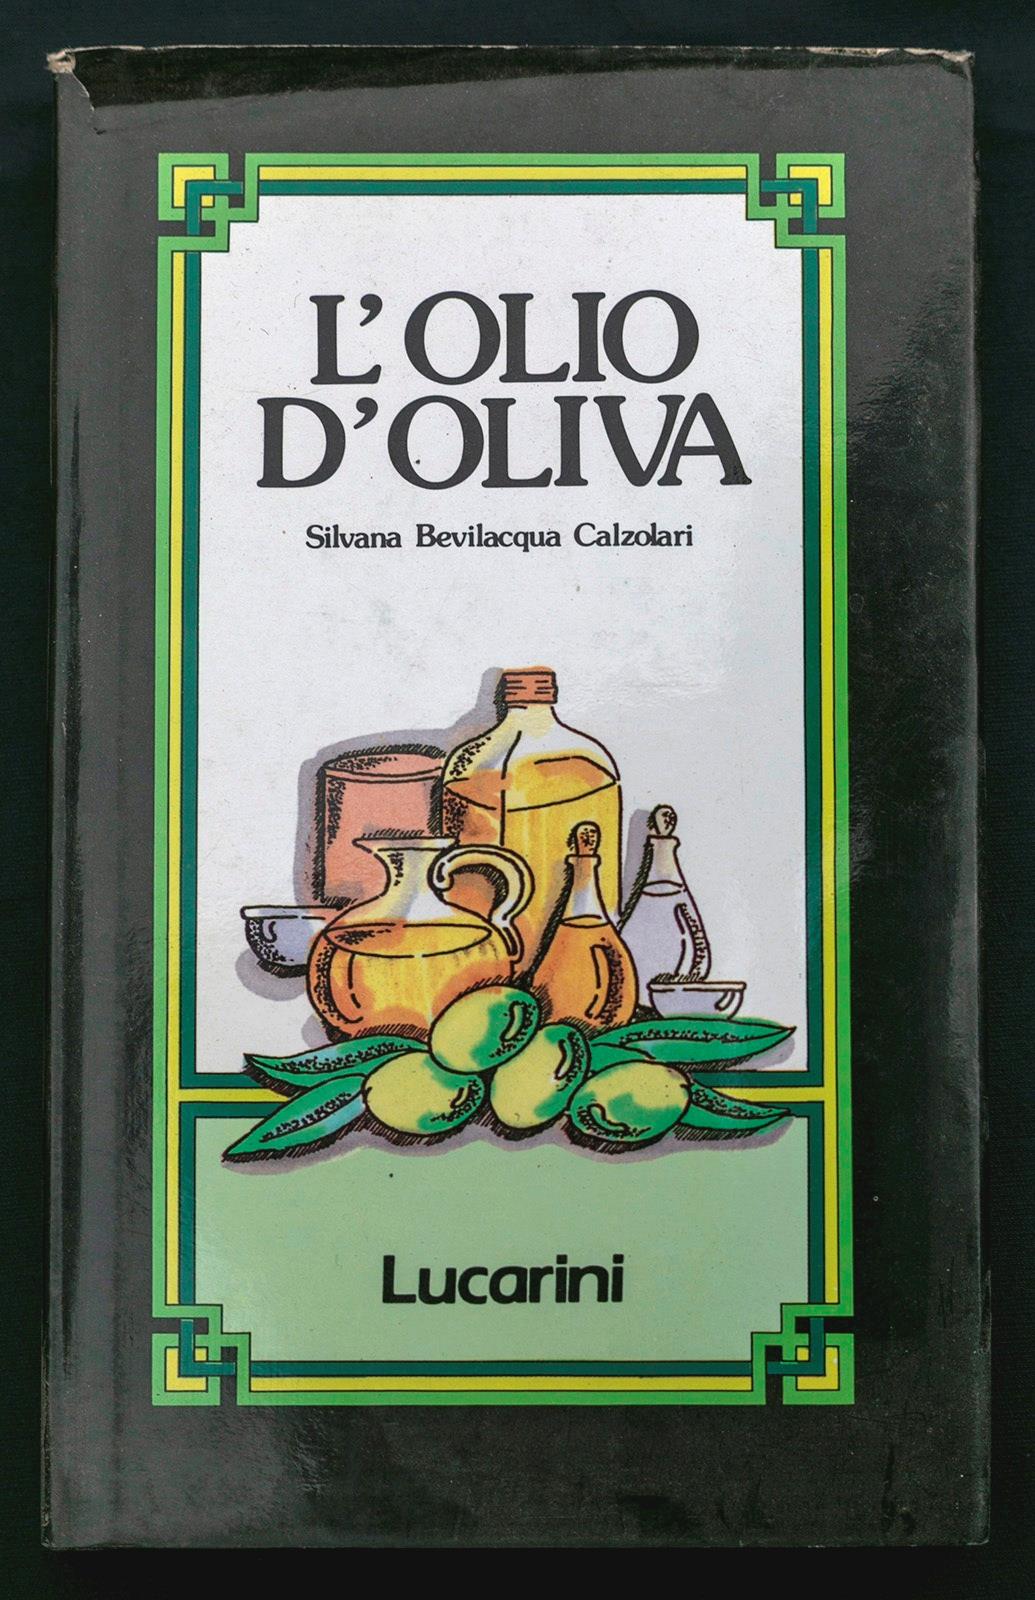 L'OLIO
D'OLIVA
Silvana Bevilacqua Calzolari
Lucarini